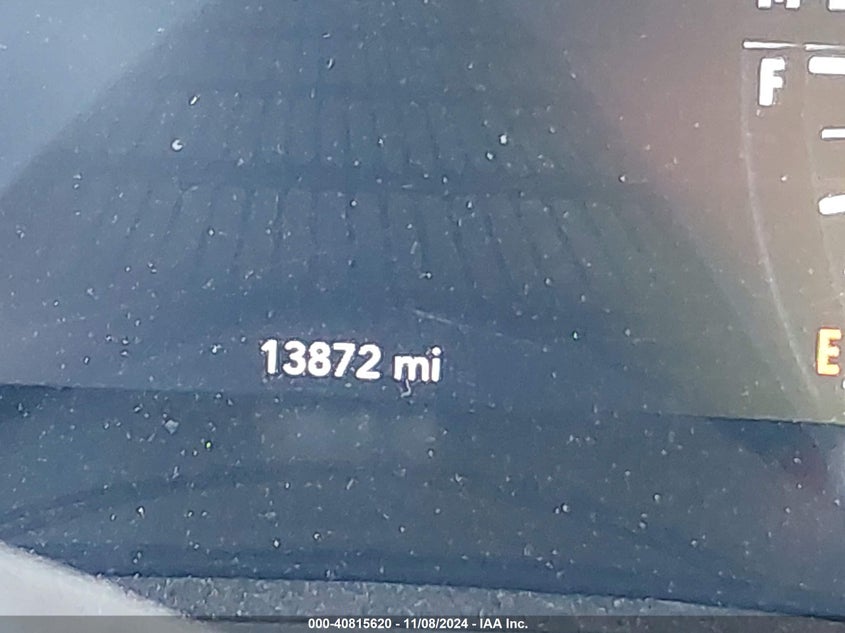 F
13872 mi
E
000-40815620 - 11/08/2024 - IAA Inc.